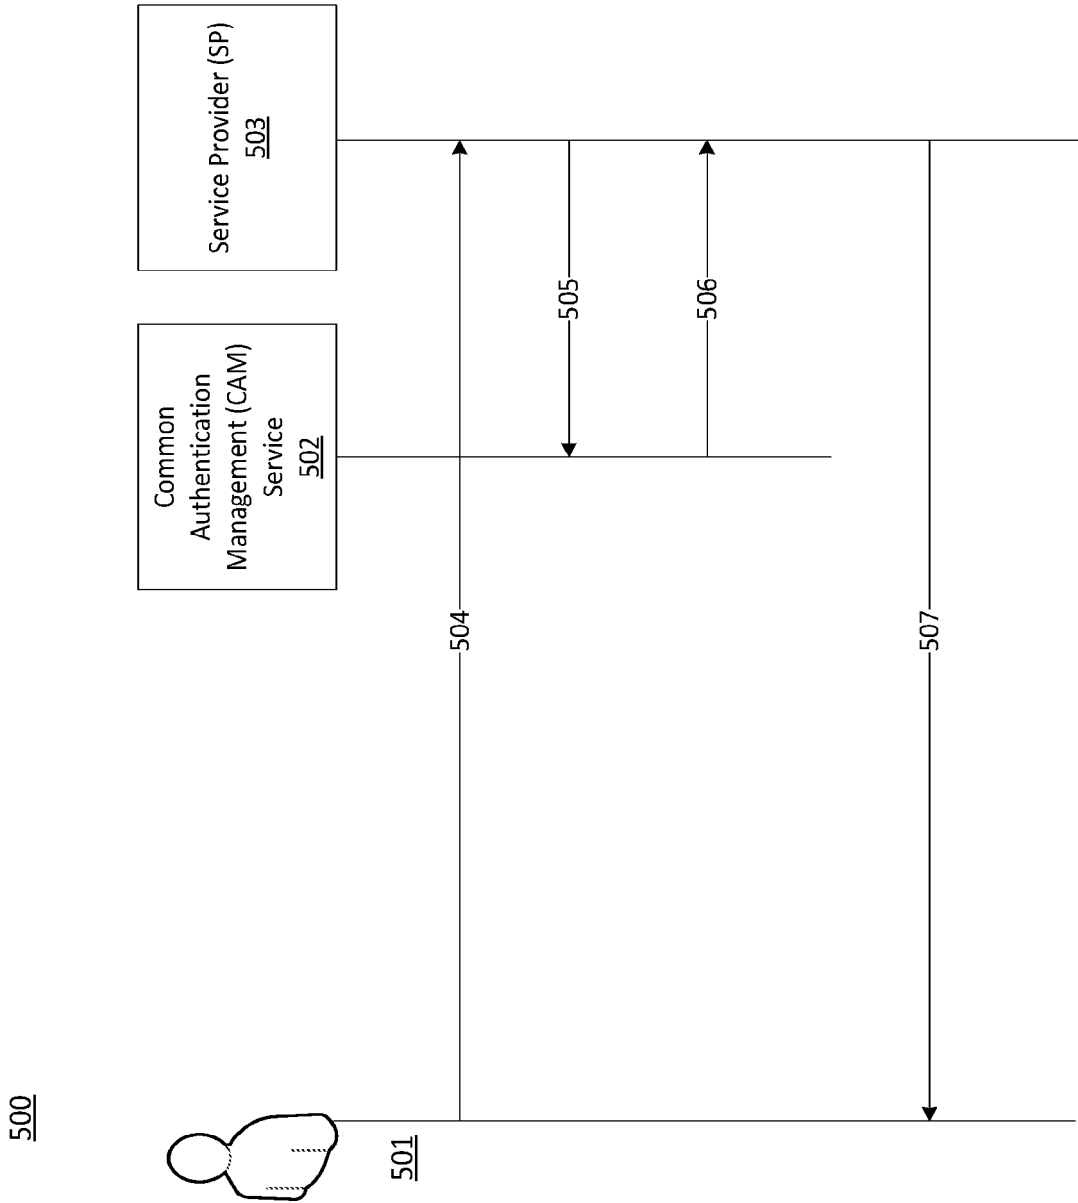 500
501
Common
Authentication
Management (CAM)
Service
502
Service Provider (SP)
503
504
505
506
507